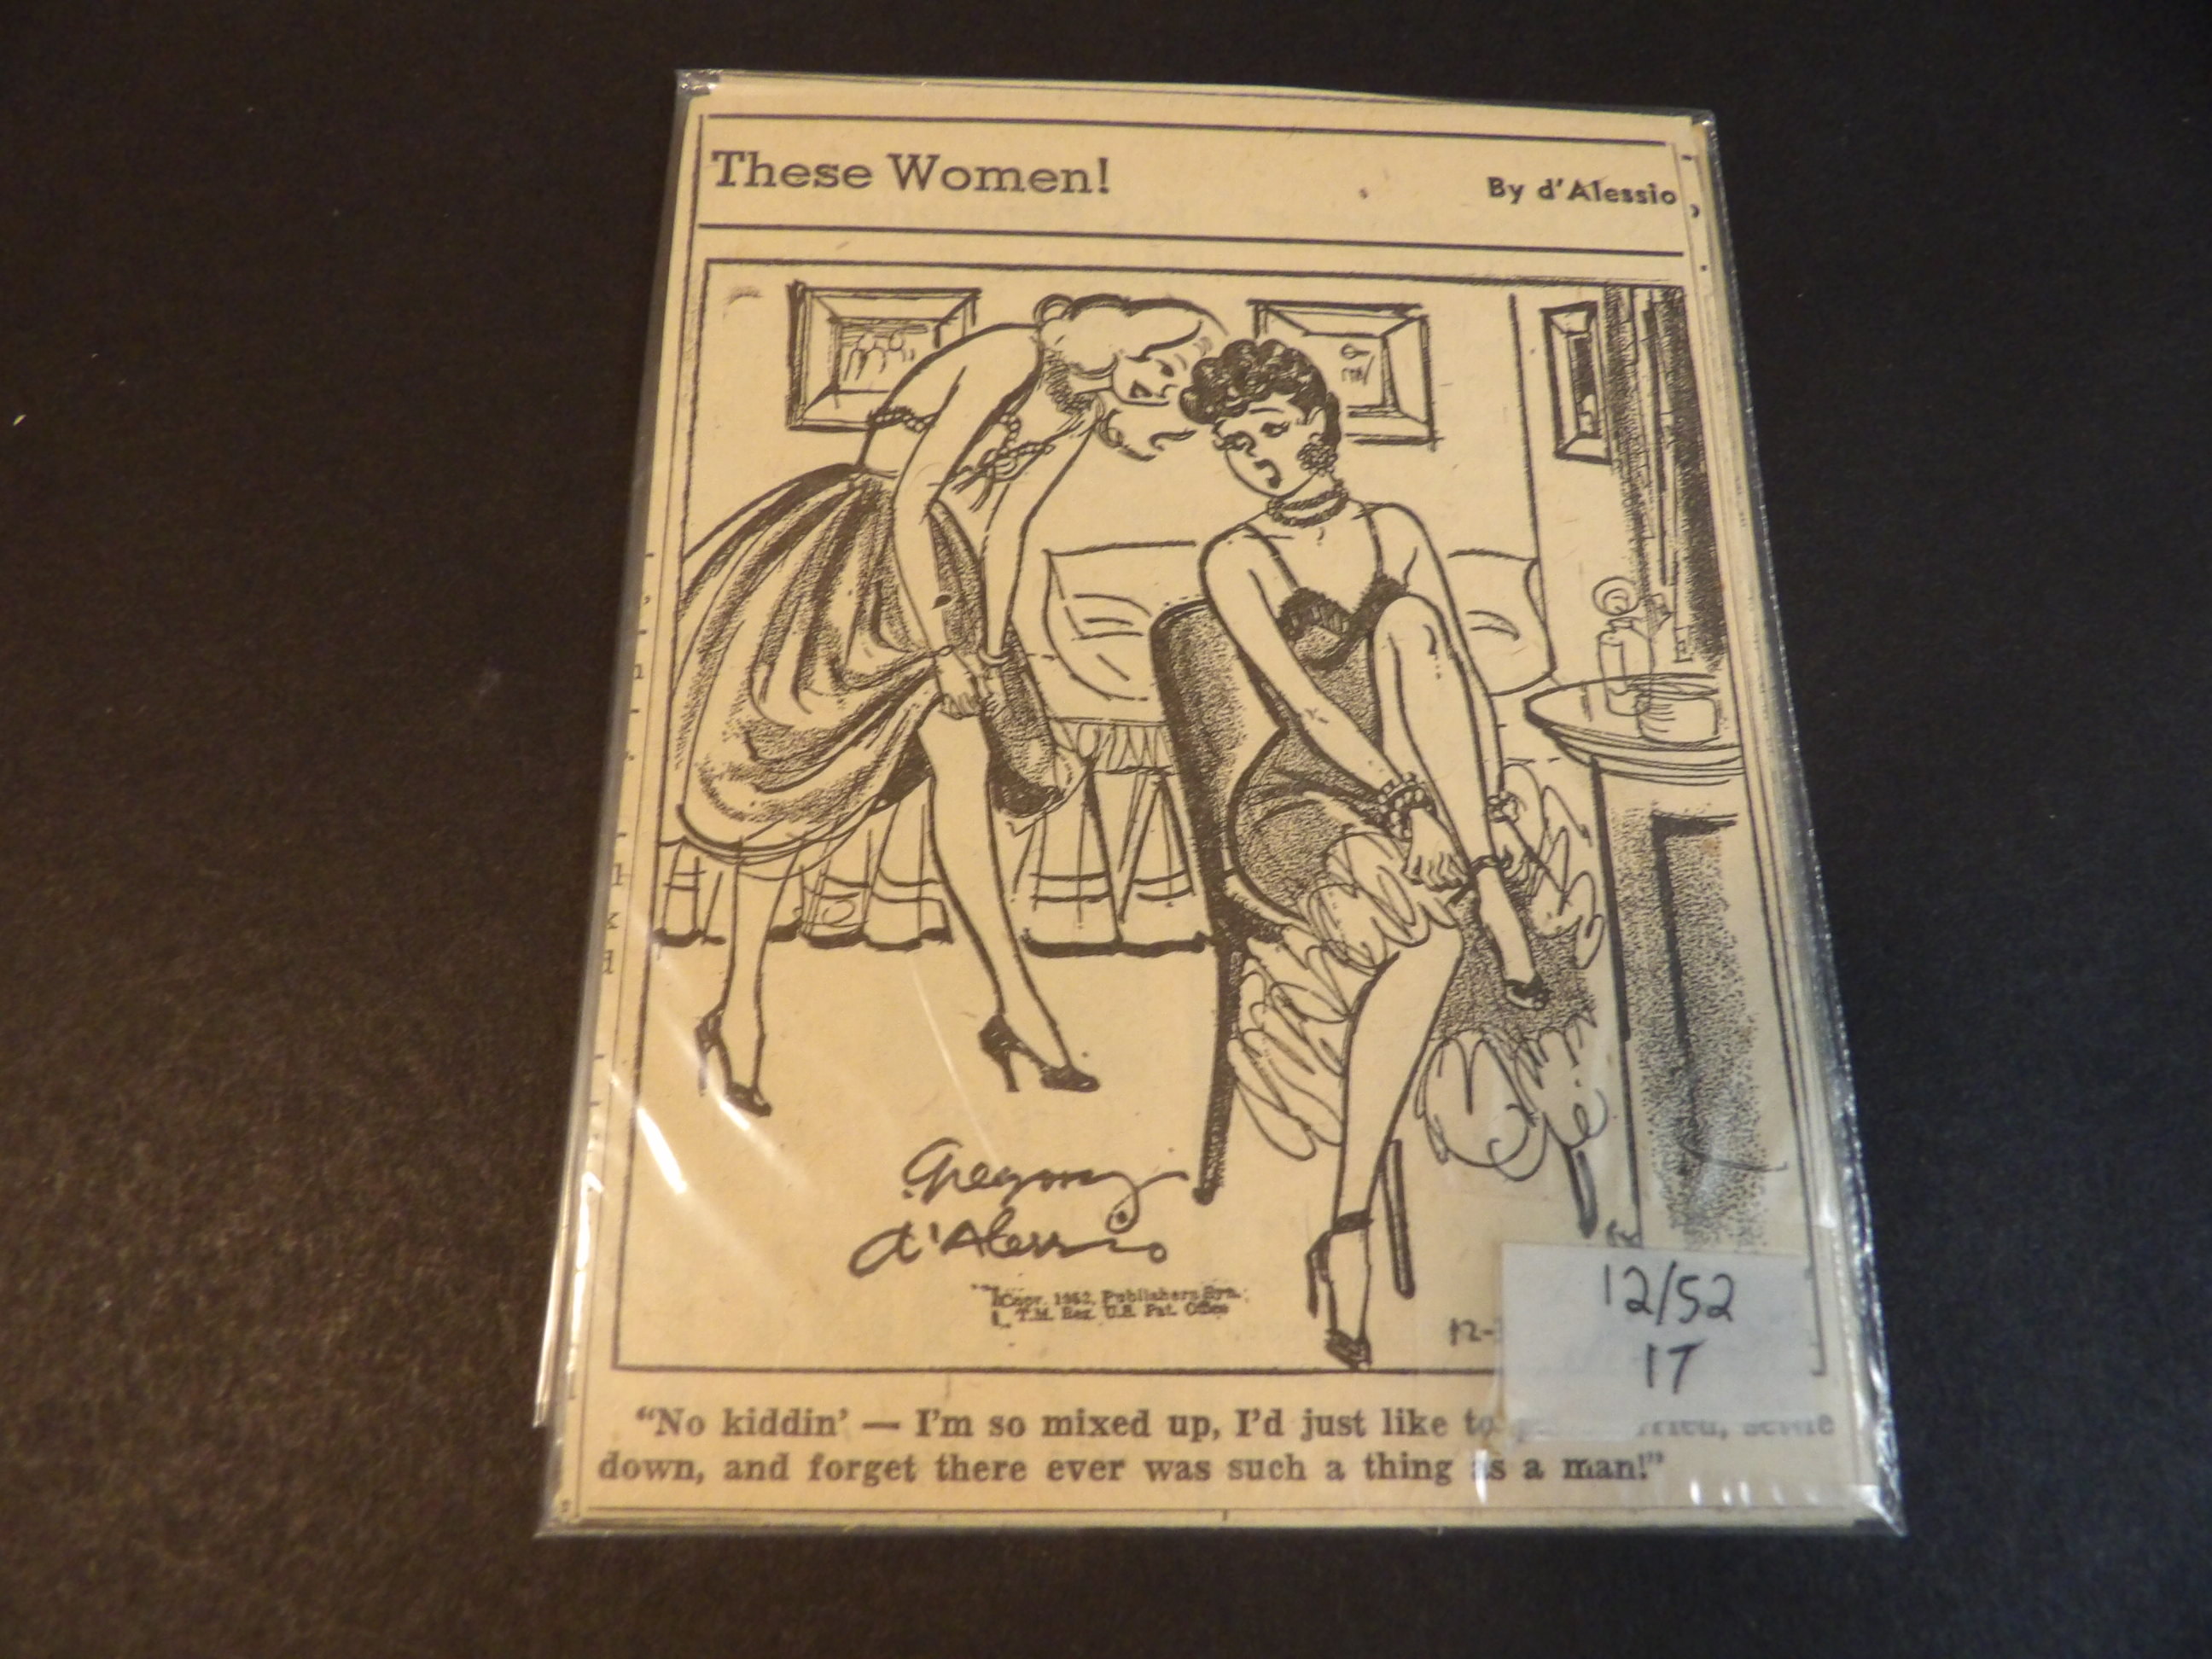 These Women!
By d'Alessio
Gregory
d'Alessio
Copr. 1952, Publishers Syn.
T.M. Reg. U.S. Pat. Office
12-
12/52
17
"No kiddin' — I'm so mixed up, I'd just like to
down, and forget there ever was such a thing as a man!"